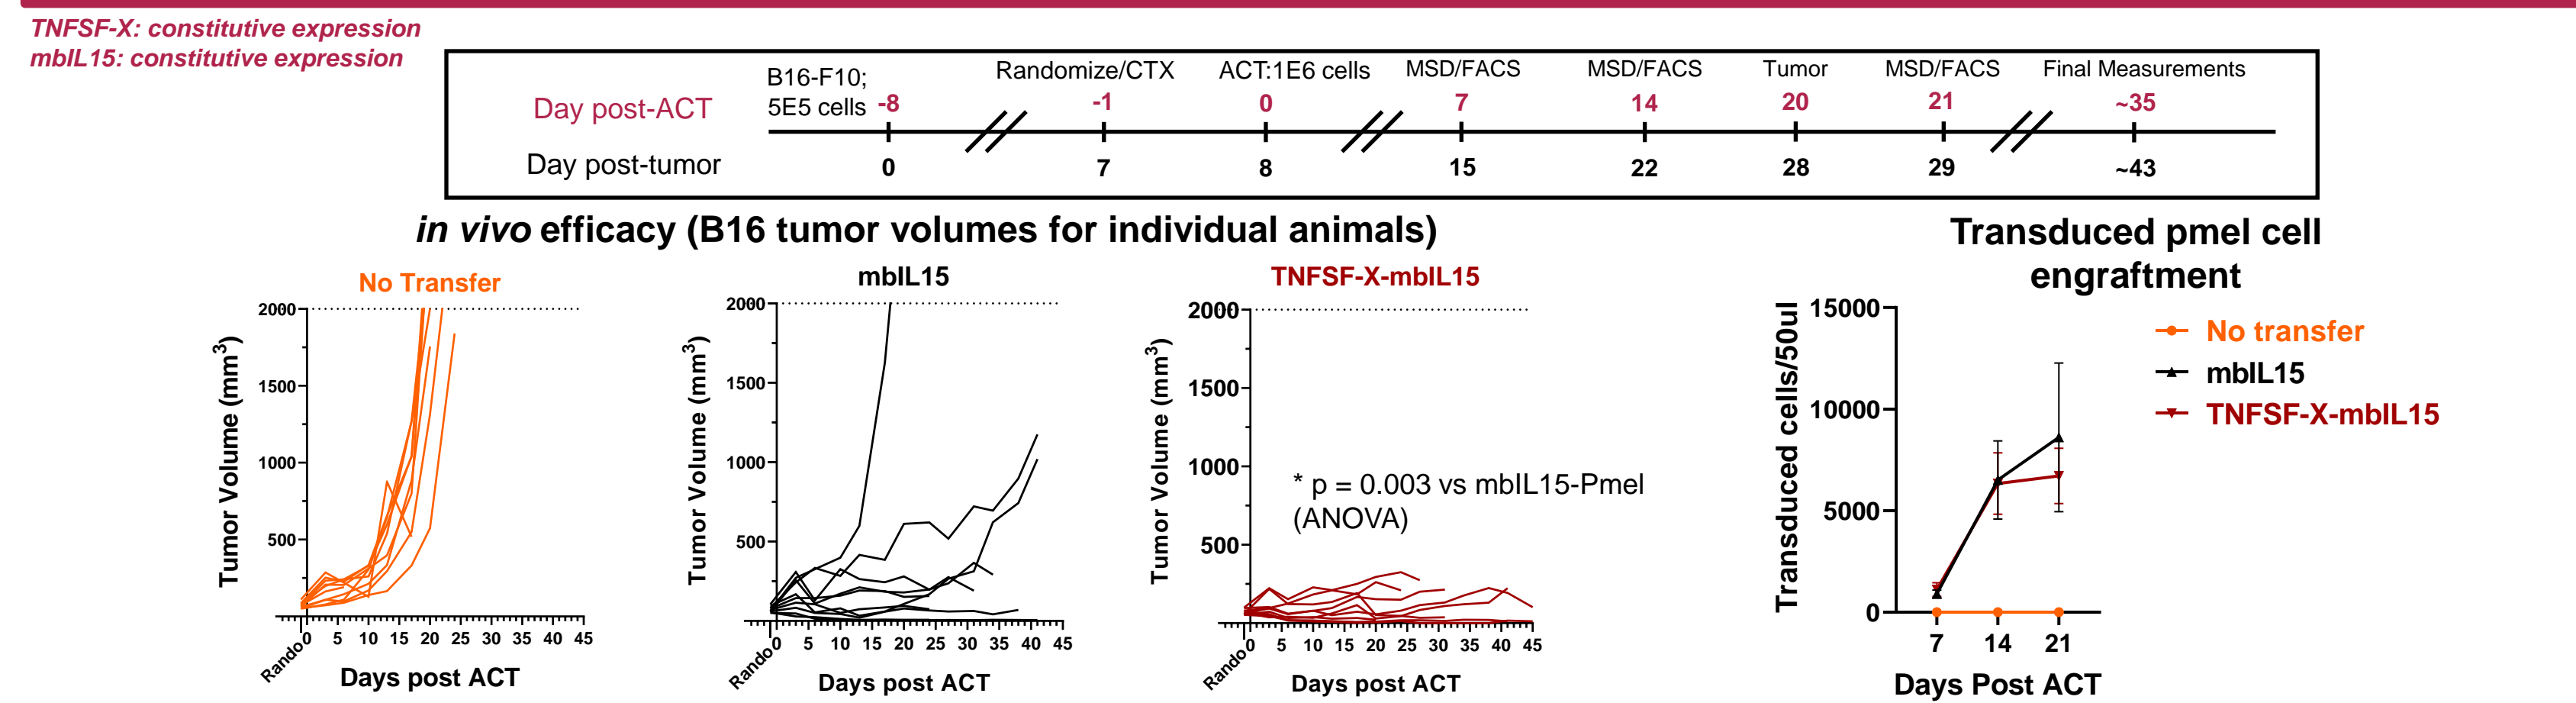 TNFSF-X: constitutive expression
mbIL15: constitutive expression
B16-F10;
5E5 cells
Randomize/CTX
ACT:1E6 cells
MSD/FACS
MSD/FACS
Tumor
MSD/FACS
Final Measurements
Day post-ACT
-8
-1
0
7
14
20
21
~35
Day post-tumor
0
7
8
15
22
28
29
~43
in vivo efficacy (B16 tumor volumes for individual animals)
No Transfer
Tumor Volume (mm3)
2000
1500
1000
500
Rando
0 5 10 15 20 25 30 35 40 45
Days post ACT
mbIL15
Tumor Volume (mm3)
2000
1500
1000
500
Rando
0 5 10 15 20 25 30 35 40 45
Days post ACT
TNFSF-X-mbIL15
Tumor Volume (mm3)
2000
1500
1000
500
* p = 0.003 vs mbIL15-Pmel
(ANOVA)
Rando
0 5 10 15 20 25 30 35 40 45
Days post ACT
Transduced pmel cell
engraftment
Transduced cells/50ul
15000
10000
5000
0
7 14 21
Days Post ACT
No transfer
mbIL15
TNFSF-X-mbIL15